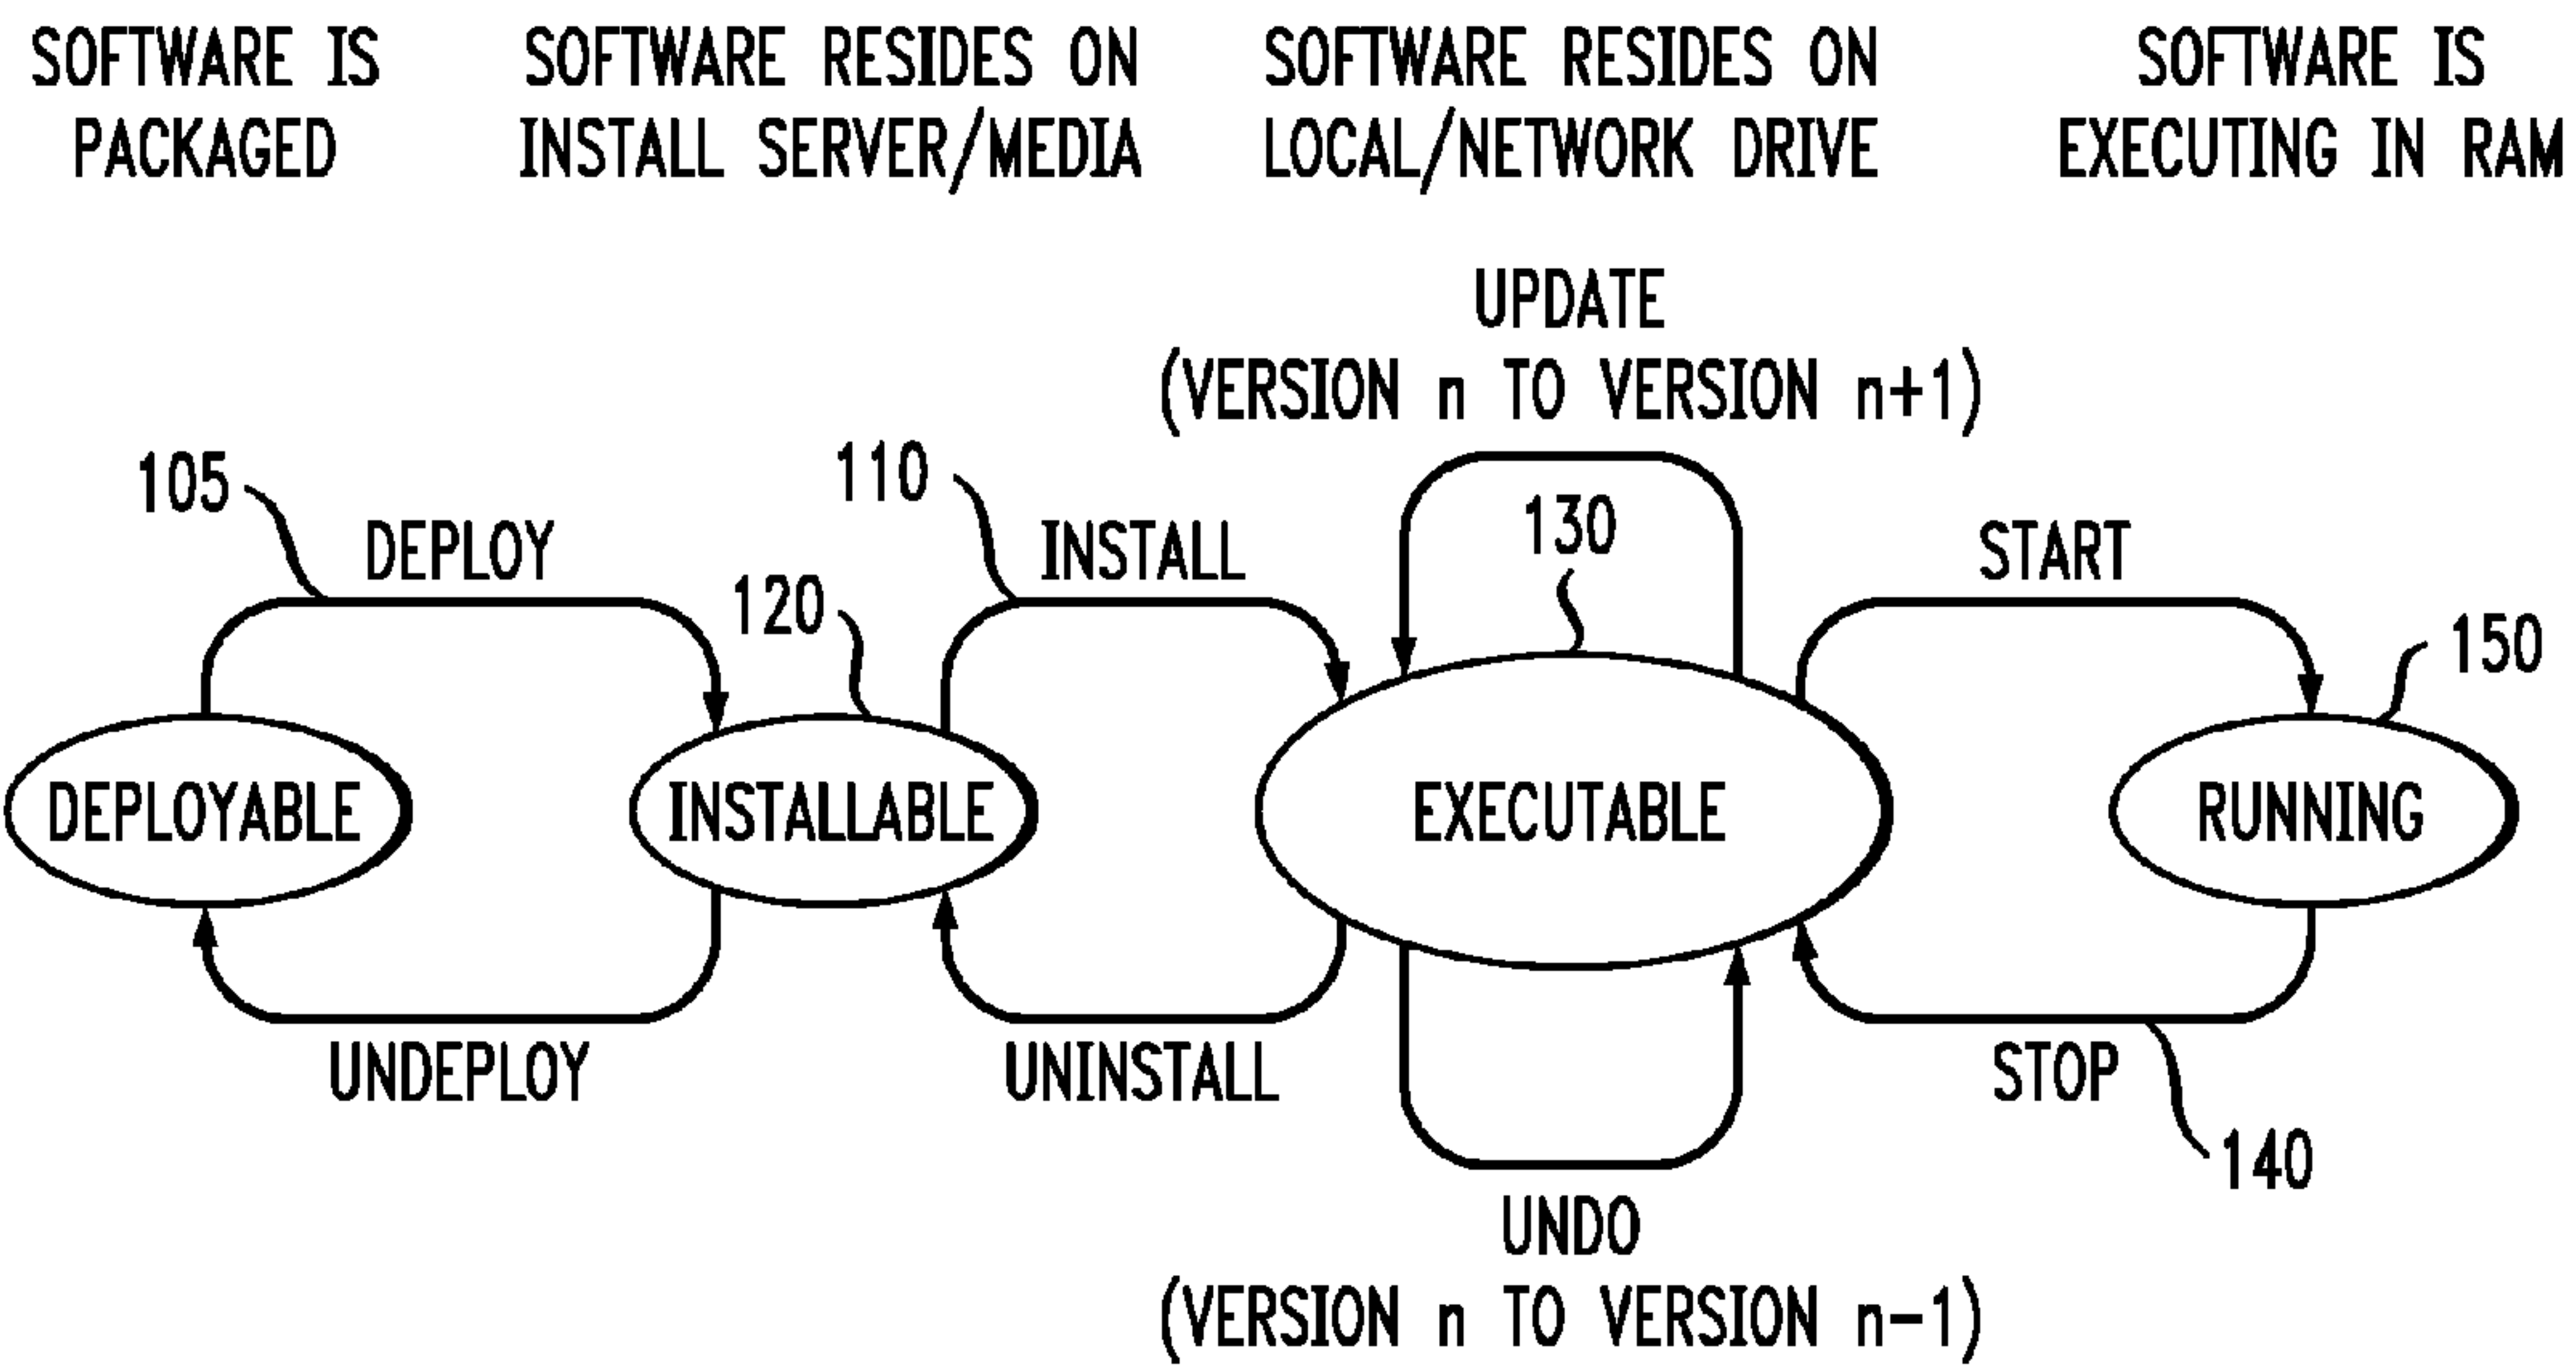 SOFTWARE IS
PACKAGED
SOFTWARE RESIDES ON
INSTALL SERVER/MEDIA
SOFTWARE RESIDES ON
LOCAL/NETWORK DRIVE
SOFTWARE IS
EXECUTING IN RAM
UPDATE
(VERSION n TO VERSION n+1)
105
DEPLOY
110
INSTALL
120
130
START
150
DEPLOYABLE
INSTALLABLE
EXECUTABLE
RUNNING
UNDEPLOY
UNINSTALL
STOP
140
UNDO
(VERSION n TO VERSION n-1)